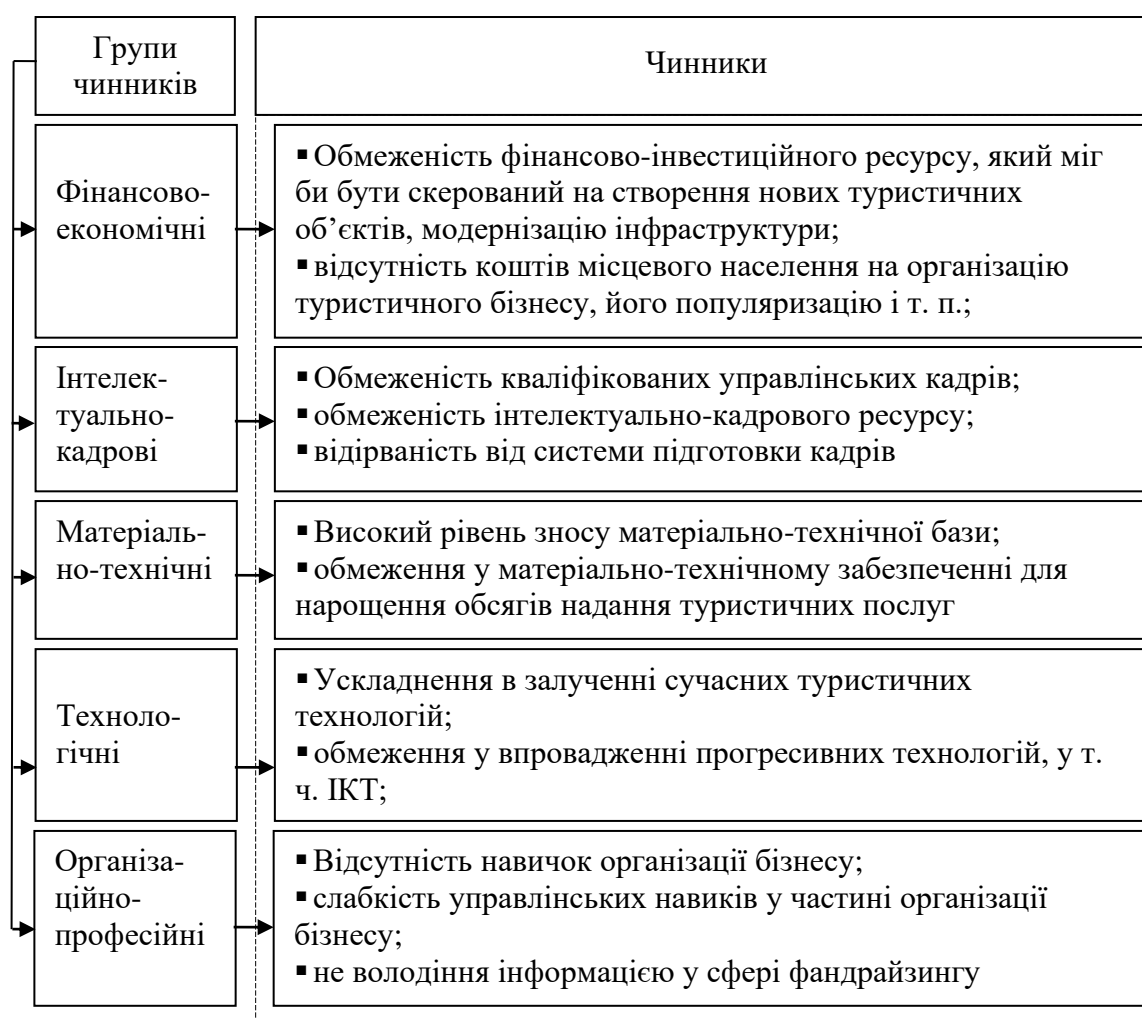 Групи
чинників
Чинники
Фінансово-
економічні
▪ Обмеженість фінансово-інвестиційного ресурсу, який міг
би бути скерований на створення нових туристичних
об’єктів, модернізацію інфраструктури;
▪ відсутність коштів місцевого населення на організацію
туристичного бізнесу, його популяризацію і т. п.;
Інтелек-
туально-
кадрові
▪ Обмеженість кваліфікованих управлінських кадрів;
▪ обмеженість інтелектуально-кадрового ресурсу;
▪ відірваність від системи підготовки кадрів
Матеріаль-
но-технічні
▪ Високий рівень зносу матеріально-технічної бази;
▪ обмеження у матеріально-технічному забезпеченні для
нарощення обсягів надання туристичних послуг
Техноло-
гічні
▪ Ускладнення в залученні сучасних туристичних
технологій;
▪ обмеження у впровадженні прогресивних технологій, у т.
ч. ІКТ;
Організа-
ційно-
професійні
▪ Відсутність навичок організації бізнесу;
▪ слабкість управлінських навиків у частині організації
бізнесу;
▪ не володіння інформацією у сфері фандрайзингу